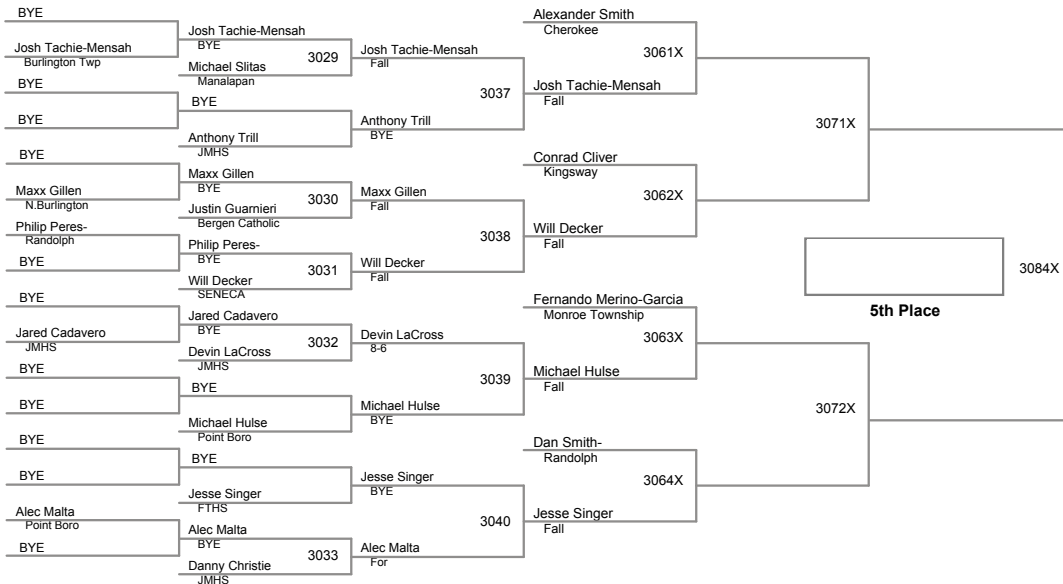 BYE
Josh Tachie-Mensah
Burlington Twp
BYE
BYE
BYE
Maxx Gillen
N.Burlington
Philip Peres-
Randolph
BYE
BYE
Jared Cadavero
JMHS
BYE
BYE
BYE
BYE
Alec Malta
Point Boro
BYE
Josh Tachie-Mensah
BYE
3029
Michael Slitas
Manalapan
BYE
Anthony Trill
JMHS
Maxx Gillen
BYE
3030
Justin Guarnieri
Bergen Catholic
Philip Peres-
BYE
3031
Will Decker
SENECA
Jared Cadavero
BYE
3032
Devin LaCross
JMHS
BYE
Michael Hulse
Point Boro
BYE
Jesse Singer
FTHS
Alec Malta
BYE
3033
Danny Christie
JMHS
Josh Tachie-Mensah
Fall
3037
Anthony Trill
BYE
Maxx Gillen
Fall
3038
Will Decker
Fall
Devin LaCross
8-6
3039
Michael Hulse
BYE
Jesse Singer
BYE
3040
Alec Malta
For
Alexander Smith
Cherokee
3061X
Josh Tachie-Mensah
Fall
Conrad Cliver
Kingsway
3062X
Will Decker
Fall
Fernando Merino-Garcia
Monroe Township
3063X
Michael Hulse
Fall
Dan Smith-
Randolph
3064X
Jesse Singer
Fall
3071X
3072X
3084X
5th Place